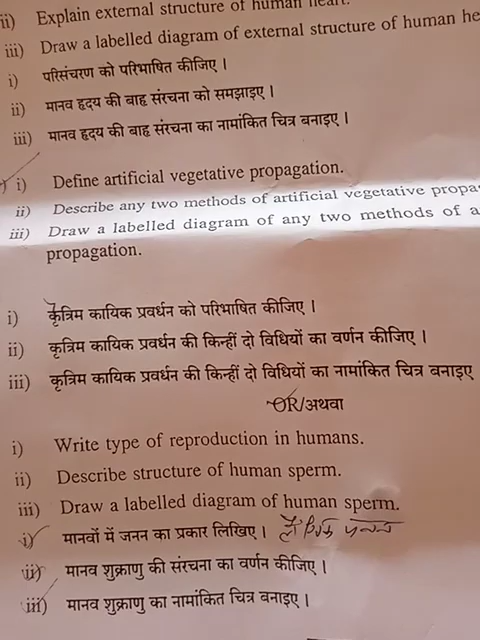 ii) Explain external structure of human heart.
iii) Draw a labelled diagram of external structure of human he
i) परिसंचरण को परिभाषित कीजिए।
ii) मानव हृदय की बाह्य संरचना को समझाइए।
iii) मानव हृदय की बाह्य संरचना का नामांकित चित्र बनाइए।
i) Define artificial vegetative propagation.
ii) Describe any two methods of artificial vegetative propa
iii) Draw a labelled diagram of any two methods of a
propagation.
i) कृत्रिम कायिक प्रवर्धन को परिभाषित कीजिए।
ii) कृत्रिम कायिक प्रवर्धन की किन्हीं दो विधियों का वर्णन कीजिए।
iii) कृत्रिम कायिक प्रवर्धन की किन्हीं दो विधियों का नामांकित चित्र बनाइए
OR/अथवा
i) Write type of reproduction in humans.
ii) Describe structure of human sperm.
iii) Draw a labelled diagram of human sperm.
i) मानवों में जनन का प्रकार लिखिए। लैंगिक जनन
ii) मानव शुक्राणु की संरचना का वर्णन कीजिए।
iii) मानव शुक्राणु का नामांकित चित्र बनाइए।